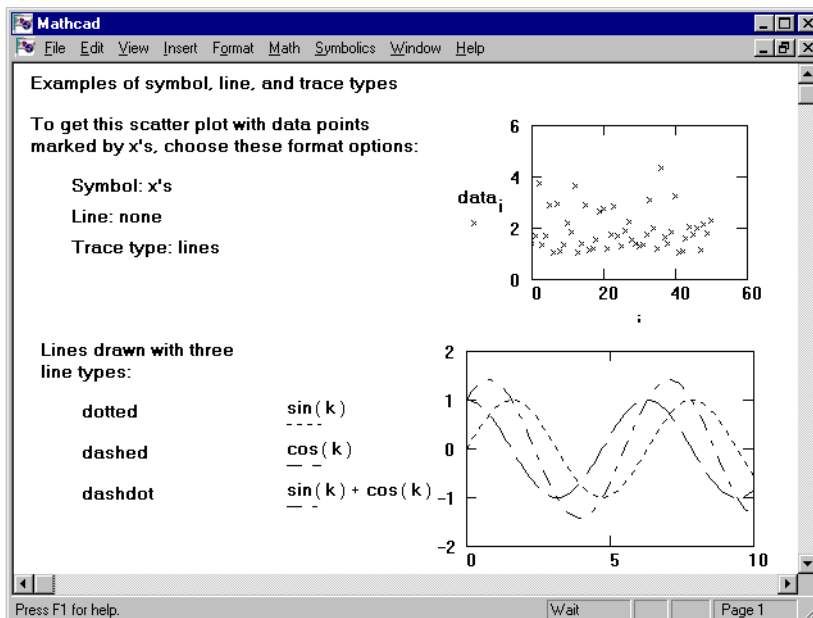 Mathcad
File Edit View Insert Format Math Symbolics Window Help
Examples of symbol, line, and trace types
To get this scatter plot with data points
marked by x's, choose these format options:
Symbol: x's
Line: none
Trace type: lines
6
4
data i
2
0
0 20 40 60
i
Lines drawn with three
line types:
dotted sin(k)
dashed cos(k)
dashdot sin(k) + cos(k)
2
1
0
-1
-2
0 5 10
Press F1 for help. Wait Page 1